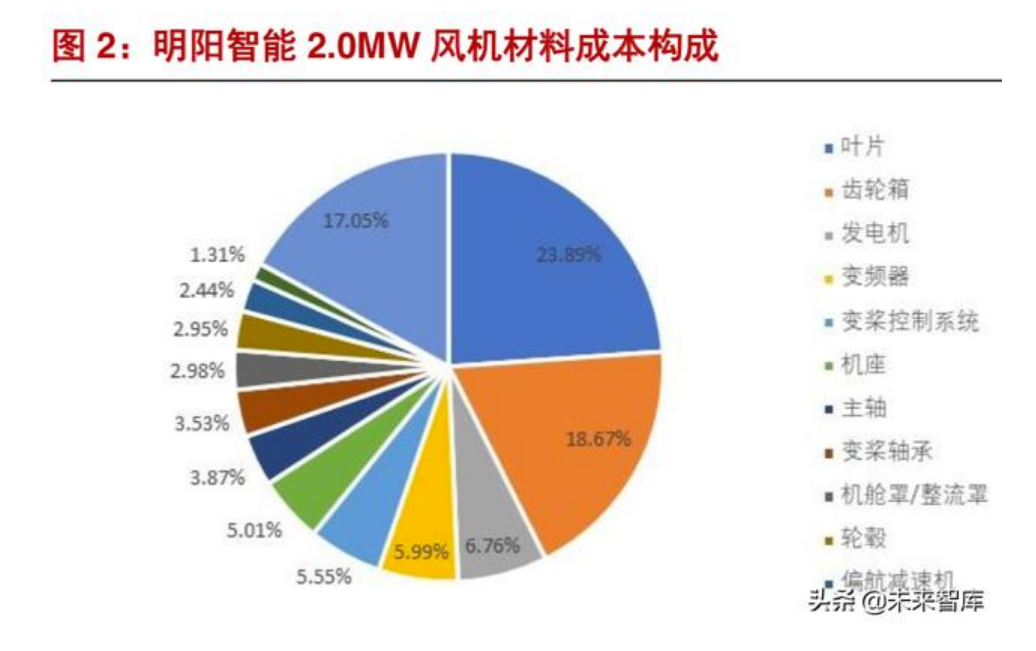 图 2：明阳智能 2.0MW 风机材料成本构成
17.05%
23.89%
1.31%
2.44%
2.95%
2.98%
3.53%
3.87%
5.01%
5.55%
5.99%
6.76%
18.67%
叶片
齿轮箱
发电机
变频器
变桨控制系统
机座
主轴
变桨轴承
机舱罩/整流罩
轮毂
偏航减速机
头条 @未来智库